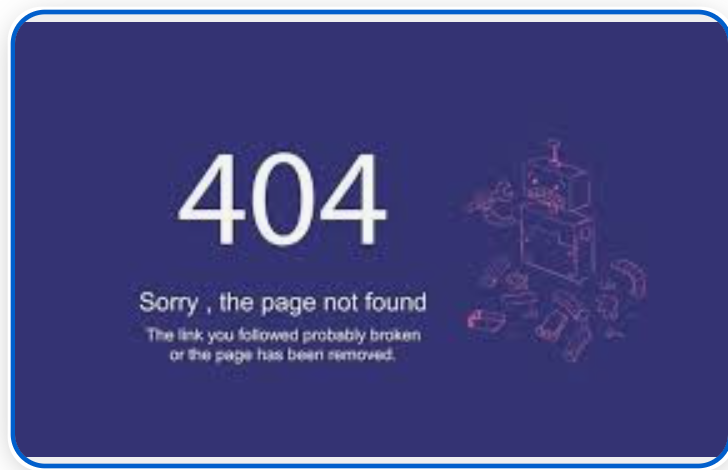 404
Sorry , the page not found
The link you followed probably broken
or the page has been removed.